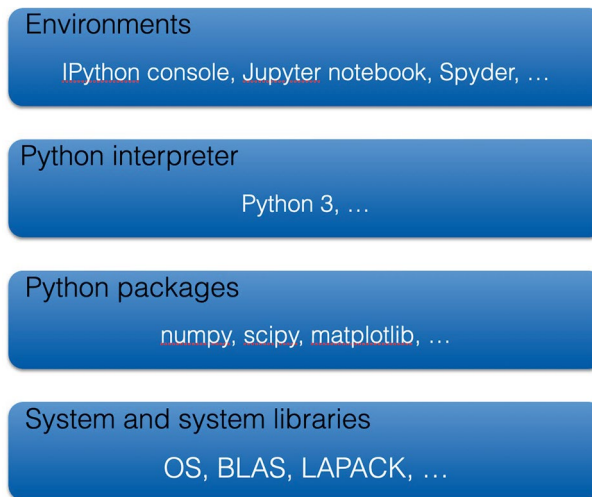 Environments
IPython console, Jupyter notebook, Spyder, …
Python interpreter
Python 3, …
Python packages
numpy, scipy, matplotlib, …
System and system libraries
OS, BLAS, LAPACK, …